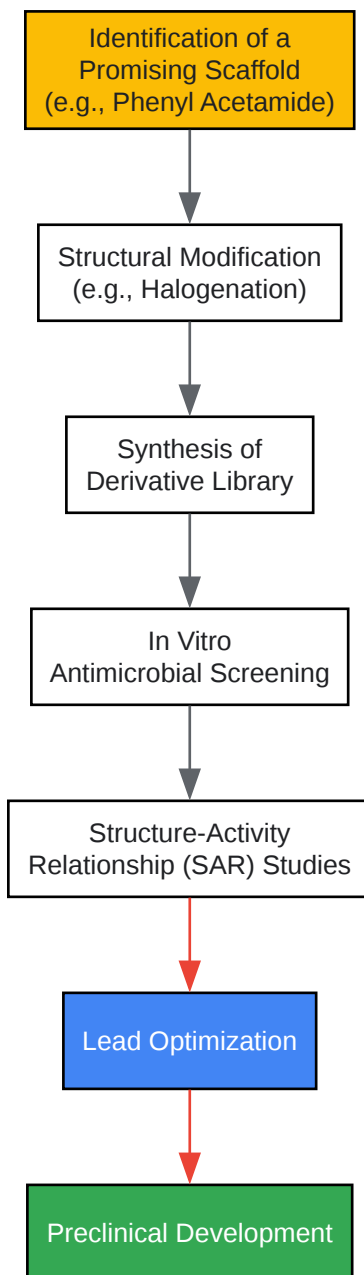 Identification of a
Promising Scaffold
(e.g., Phenyl Acetamide)
Structural Modification
(e.g., Halogenation)
Synthesis of
Derivative Library
In Vitro
Antimicrobial Screening
Structure-Activity
Relationship (SAR) Studies
Lead Optimization
Preclinical Development